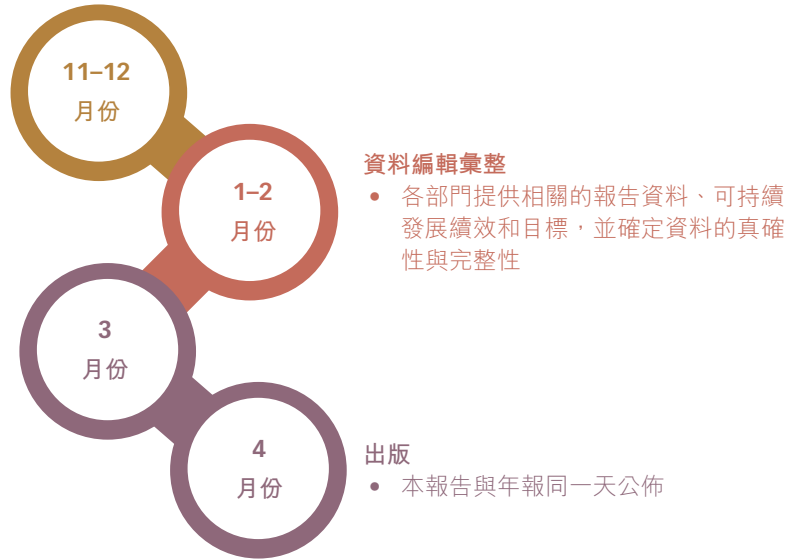 11–12
月份
1–2
月份
資料編輯彙整
• 各部門提供相關的報告資料、可持續
發展績效和目標，並確定資料的真確
性與完整性
3
月份
4
月份
出版
• 本報告與年報同一天公佈